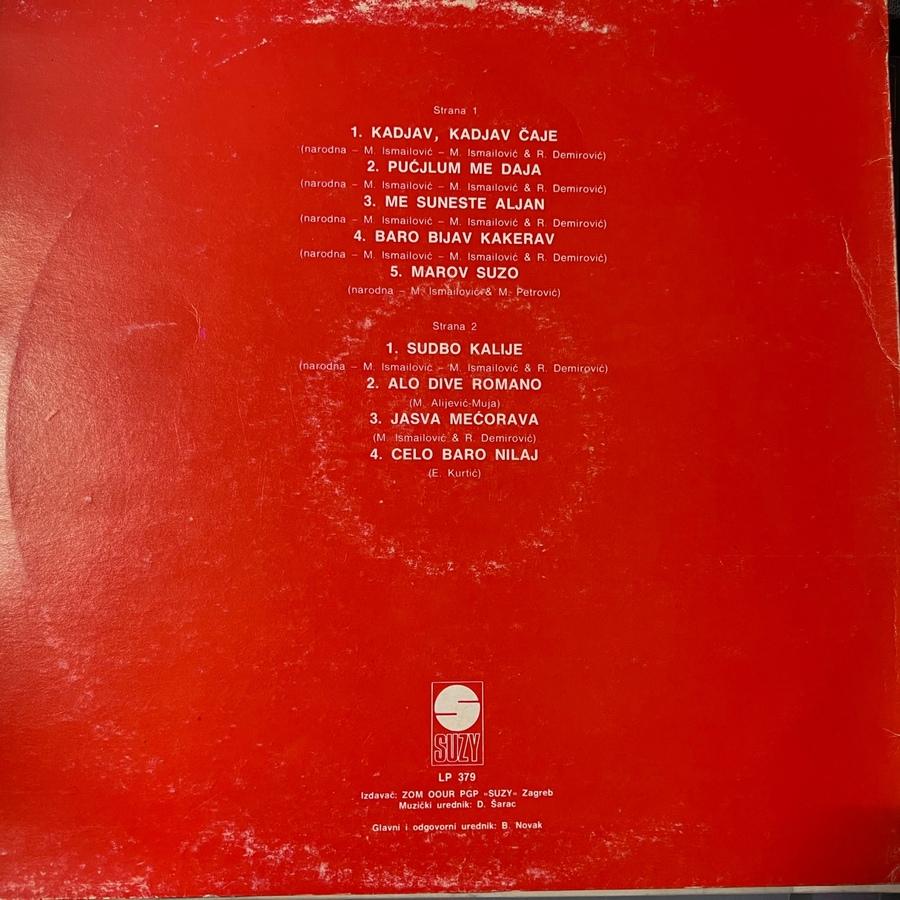 Strana 1
1. KADJAV, KADJAV ČAJE
(narodna – M. Ismailović – M. Ismailović & R. Demirović)
2. PUĆJLUM ME DAJA
(narodna – M. Ismailović – M. Ismailović & R. Demirović)
3. ME SUNESTE ALJAN
(narodna – M. Ismailović – M. Ismailović & R. Demirović)
4. BARO BIJAV KAKERAV
(narodna – M. Ismailović – M. Ismailović & R. Demirović)
5. MAROV SUZO
(narodna – M. Ismailović & M. Petrović)
Strana 2
1. SUDBO KALIJE
(narodna – M. Ismailović – M. Ismailović & R. Demirović)
2. ALO DIVE ROMANO
(M. Alijević-Muja)
3. JASVA MEĆORAVA
(M. Ismailović & R. Demirović)
4. CELO BARO NILAJ
(E. Kurtić)
SUZY
LP 379
Izdavač: ZOM OOUR PGP »SUZY« Zagreb
Muzički urednik: D. Šarac
Glavni i odgovorni urednik: B. Novak